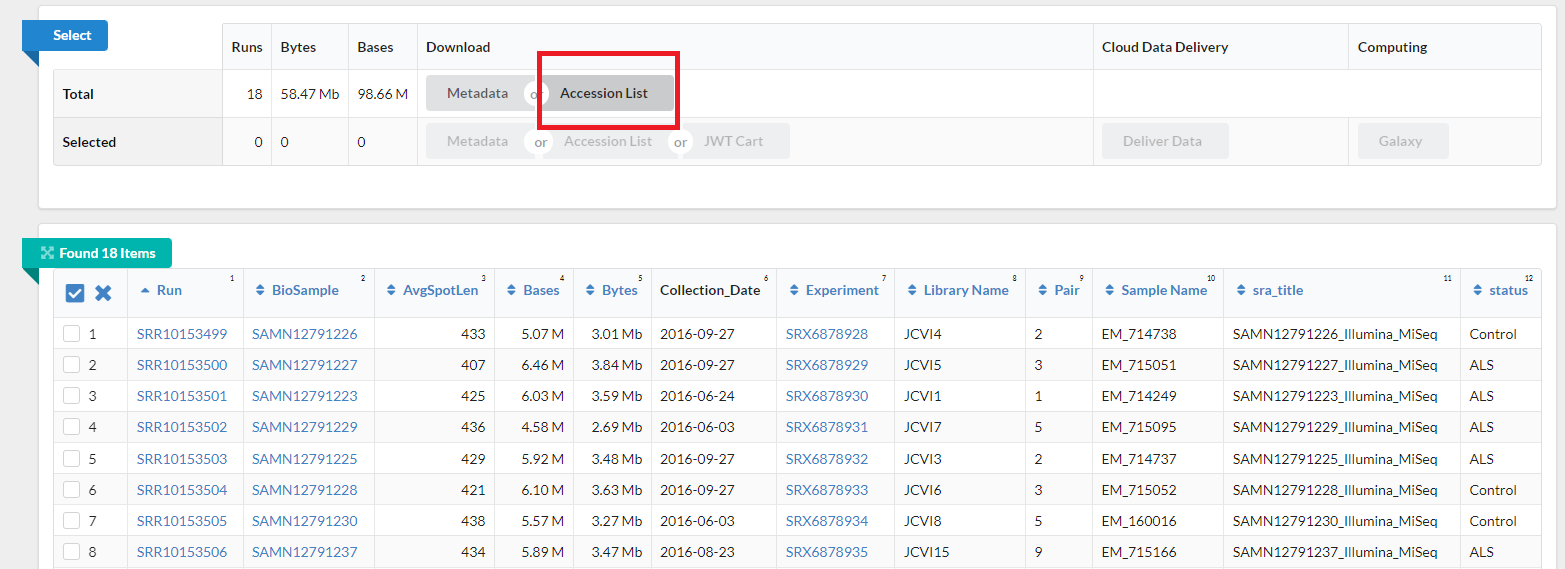 Select
Runs Bytes Bases Download Cloud Data Delivery Computing
Total 18 58.47 Mb 98.66 M Metadata or Accession List
Selected 0 0 0 Metadata or Accession List or JWT Cart Deliver Data Galaxy
Found 18 Items
Run 1 BioSample 2 AvgSpotLen 3 Bases 4 Bytes 5 Collection_Date 6 Experiment 7 Library Name 8 Pair 9 Sample Name 10 sra_title 11 status 12
1 SRR10153499 SAMN12791226 433 5.07 M 3.01 Mb 2016-09-27 SRX6878928 JCVI4 2 EM_714738 SAMN12791226_Illumina_MiSeq Control
2 SRR10153500 SAMN12791227 407 6.46 M 3.84 Mb 2016-09-27 SRX6878929 JCVI5 3 EM_715051 SAMN12791227_Illumina_MiSeq ALS
3 SRR10153501 SAMN12791223 425 6.03 M 3.59 Mb 2016-06-24 SRX6878930 JCVI1 1 EM_714249 SAMN12791223_Illumina_MiSeq ALS
4 SRR10153502 SAMN12791229 436 4.58 M 2.69 Mb 2016-06-03 SRX6878931 JCVI7 5 EM_715095 SAMN12791229_Illumina_MiSeq ALS
5 SRR10153503 SAMN12791225 429 5.92 M 3.48 Mb 2016-09-27 SRX6878932 JCVI3 2 EM_714737 SAMN12791225_Illumina_MiSeq ALS
6 SRR10153504 SAMN12791228 421 6.10 M 3.63 Mb 2016-09-27 SRX6878933 JCVI6 3 EM_715052 SAMN12791228_Illumina_MiSeq Control
7 SRR10153505 SAMN12791230 438 5.57 M 3.27 Mb 2016-06-03 SRX6878934 JCVI8 5 EM_160016 SAMN12791230_Illumina_MiSeq Control
8 SRR10153506 SAMN12791237 434 5.89 M 3.47 Mb 2016-08-23 SRX6878935 JCVI15 9 EM_715166 SAMN12791237_Illumina_MiSeq ALS